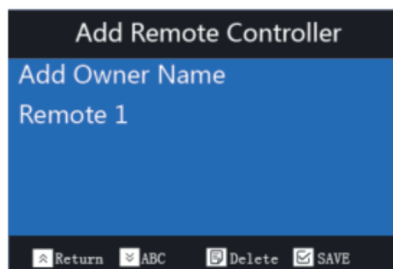 Add Remote Controller
Add Owner Name
Remote 1
Return ABC Delete SAVE